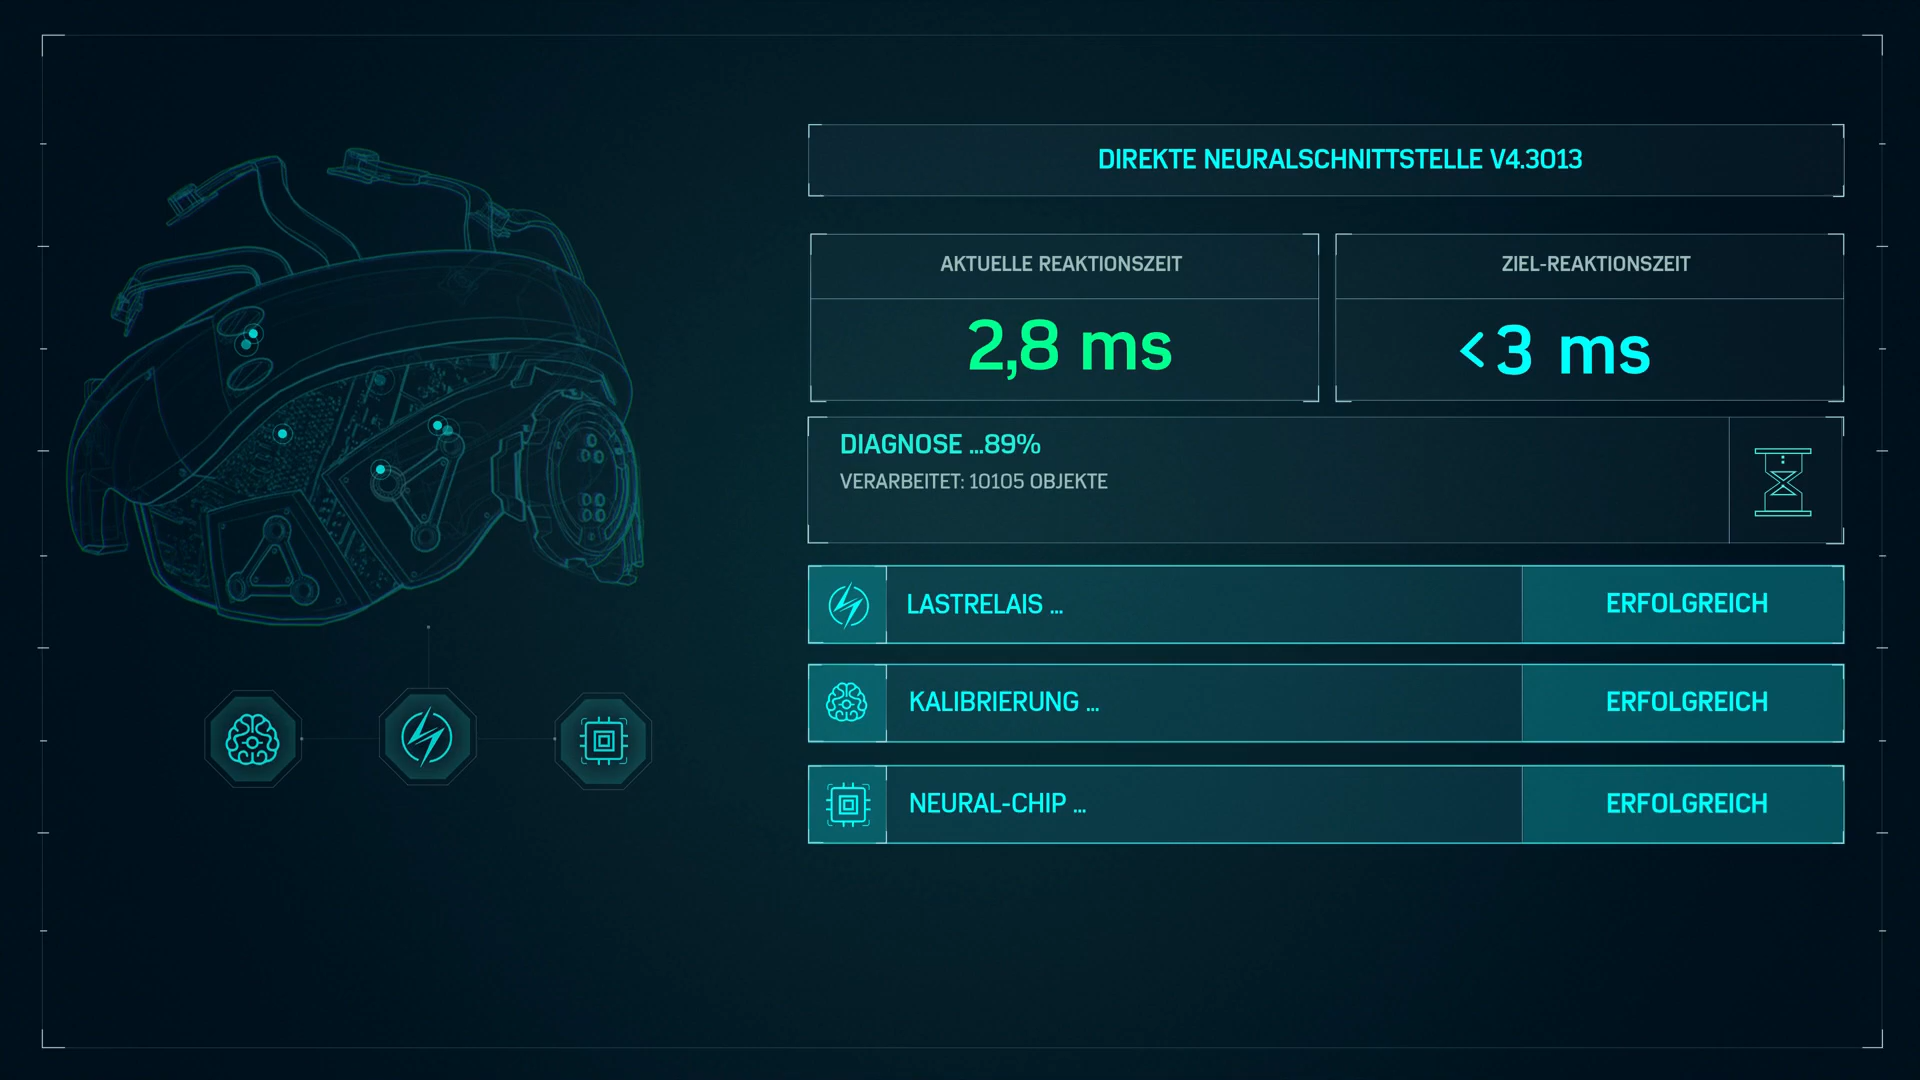 DIREKTE NEURALSCHNITTSTELLE V4.3013
AKTUELLE REAKTIONSZEIT
2,8 ms
ZIEL-REAKTIONSZEIT
<3 ms
DIAGNOSE ...89%
VERARBEITET: 10105 OBJEKTE
LASTRELAIS ...
ERFOLGREICH
KALIBRIERUNG ...
ERFOLGREICH
NEURAL-CHIP ...
ERFOLGREICH